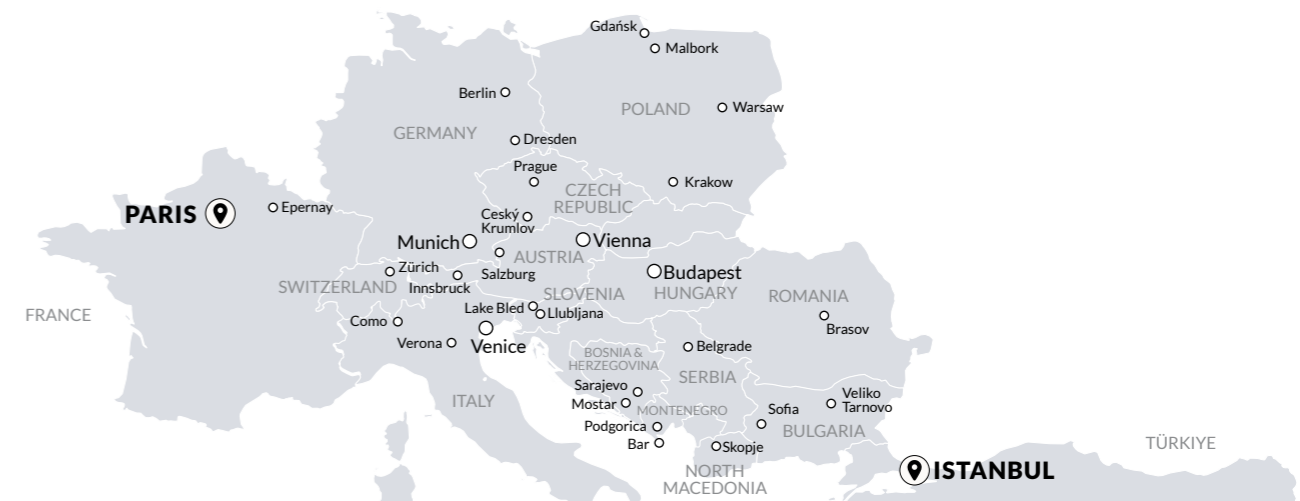 Gdańsk
Malbork
Berlin
POLAND
Warsaw
GERMANY
Dresden
Prague
Krakow
CZECH
REPUBLIC
PARIS
Epernay
Ceský
Krumlov
Munich
Vienna
AUSTRIA
Zürich
Salzburg
Budapest
SWITZERLAND
Innsbruck
SLOVENIA
HUNGARY
ROMANIA
FRANCE
Lake Bled
Llubljana
Como
Brasov
Verona
Venice
Belgrade
BOSNIA &
HERZEGOVINA
SERBIA
Sarajevo
ITALY
Mostar
MONTENEGRO
Veliko
Tarnovo
Sofia
Podgorica
BULGARIA
Bar
Skopje
TÜRKIYE
NORTH
MACEDONIA
ISTANBUL